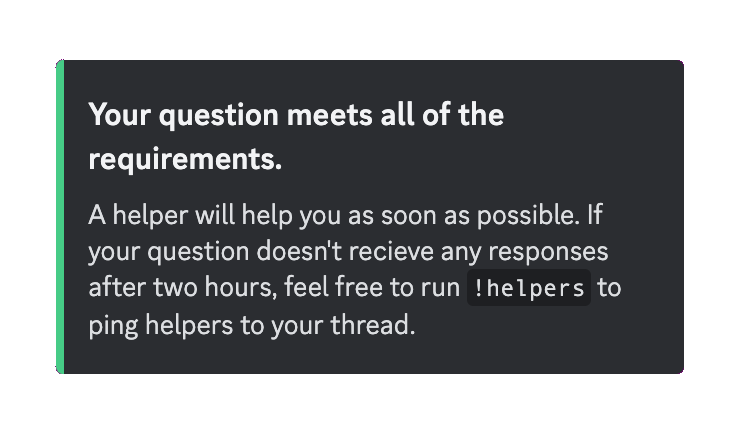 Your question meets all of the
requirements.
A helper will help you as soon as possible. If
your question doesn't recieve any responses
after two hours, feel free to run !helpers to
ping helpers to your thread.